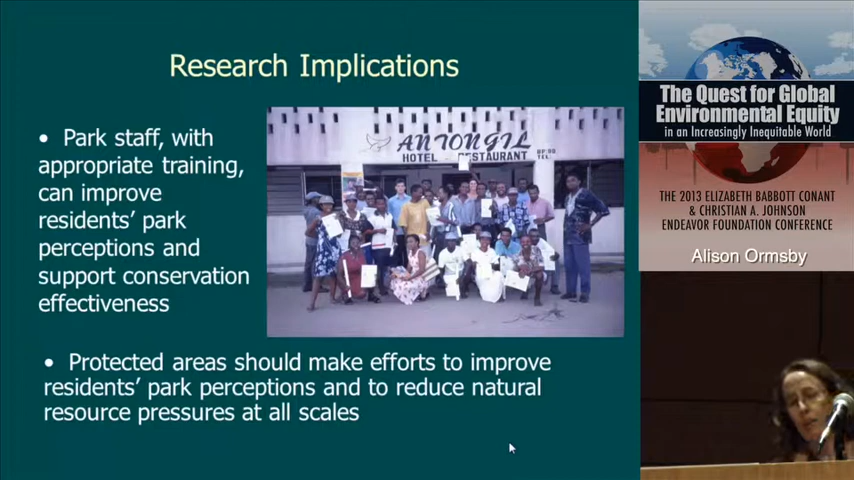 Research Implications
• Park staff, with
appropriate training,
can improve
residents' park
perceptions and
support conservation
effectiveness
ANTONGIL
HOTEL - RESTAURANT
TEL.
• Protected areas should make efforts to improve
residents' park perceptions and to reduce natural
resource pressures at all scales
The Quest for Global
Environmental Equity
in an Increasingly Inequitable World
THE 2013 ELIZABETH BABBOTT CONANT
& CHRISTIAN A. JOHNSON
ENDEAVOR FOUNDATION CONFERENCE
Alison Ormsby